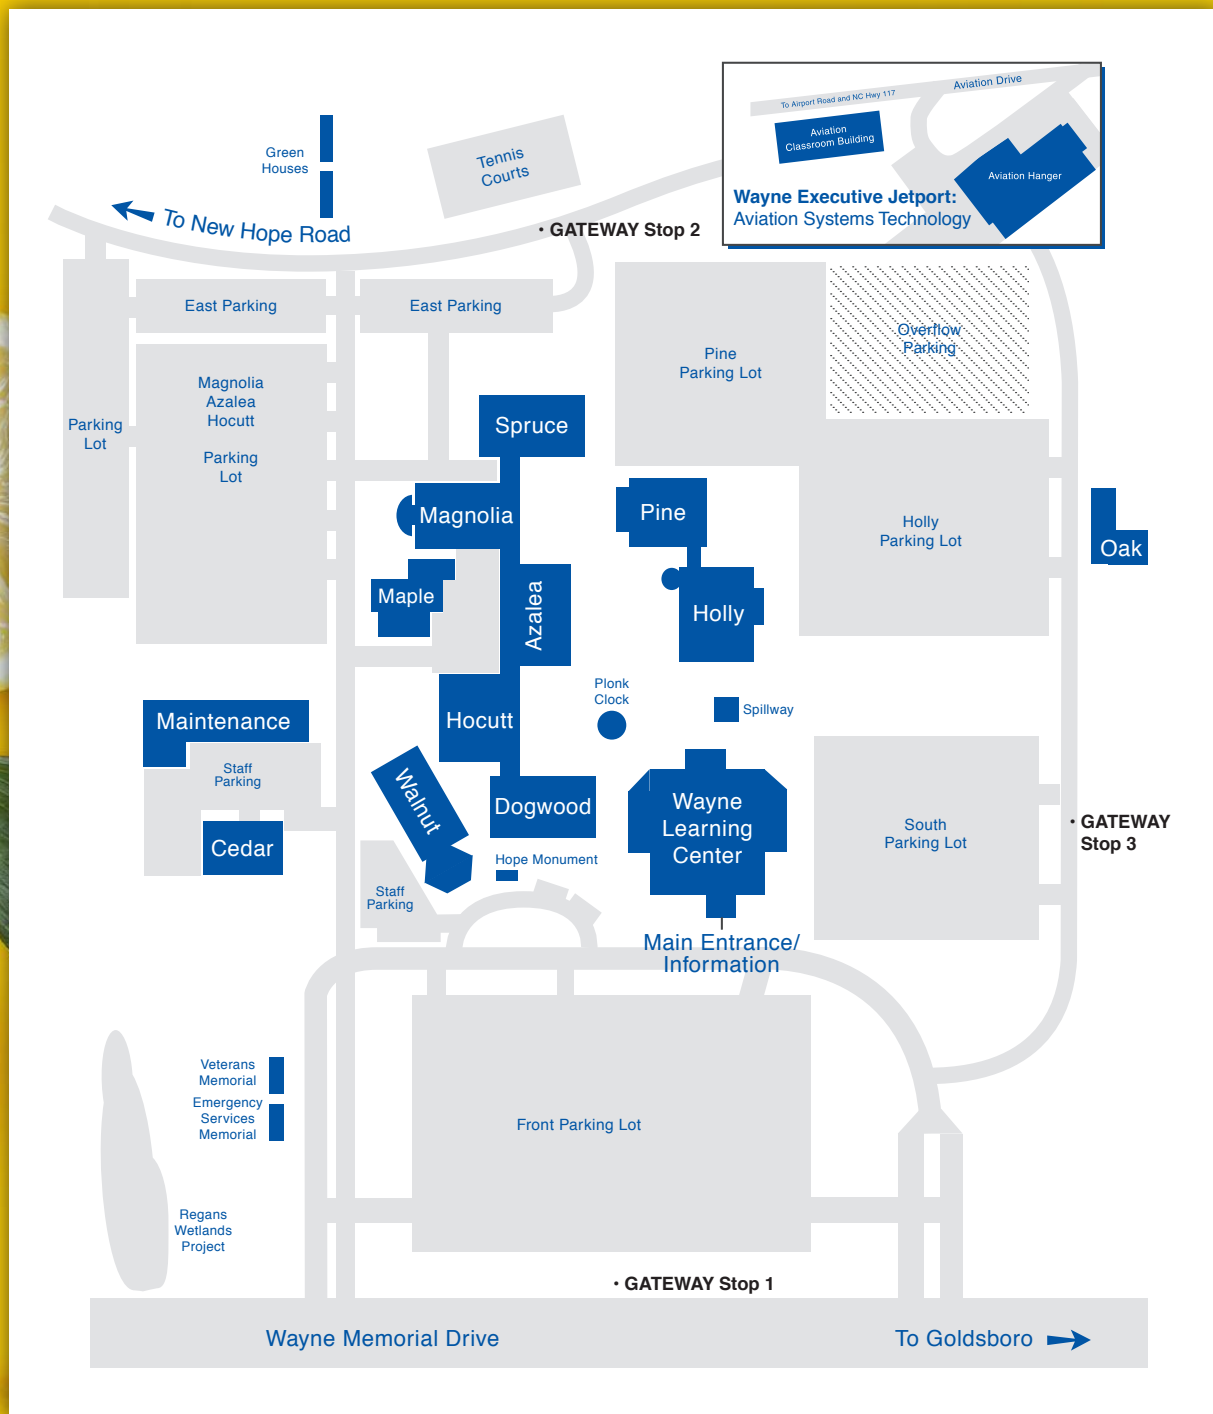 To Airport Road and NC Hwy 117
Aviation Drive
Aviation
Classroom Building
Aviation Hanger
Wayne Executive Jetport:
Aviation Systems Technology
Green
Houses
Tennis
Courts
To New Hope Road
• GATEWAY Stop 2
East Parking
East Parking
Pine
Parking Lot
Overflow
Parking
Magnolia
Azalea
Hocutt
Parking
Lot
Parking
Lot
Spruce
Magnolia
Pine
Holly
Parking Lot
Oak
Maple
Azalea
Holly
Plonk
Clock
Spillway
Maintenance
Hocutt
Staff
Parking
Walnut
Dogwood
Wayne
Learning
Center
South
Parking Lot
• GATEWAY
Stop 3
Cedar
Hope Monument
Staff
Parking
Main Entrance/
Information
Veterans
Memorial
Emergency
Services
Memorial
Front Parking Lot
Regans
Wetlands
Project
• GATEWAY Stop 1
Wayne Memorial Drive
To Goldsboro